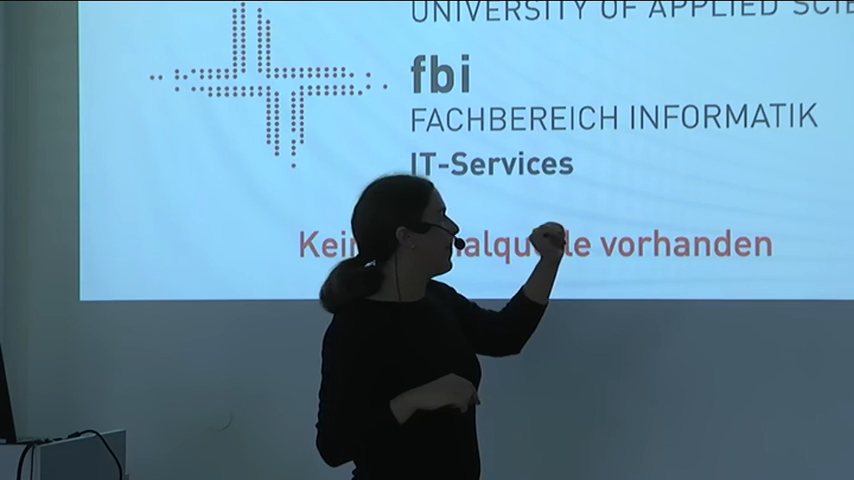 UNIVERSITY OF APPLIED
fbi
FACHBEREICH INFORMATIK
IT-Services
vorhanden